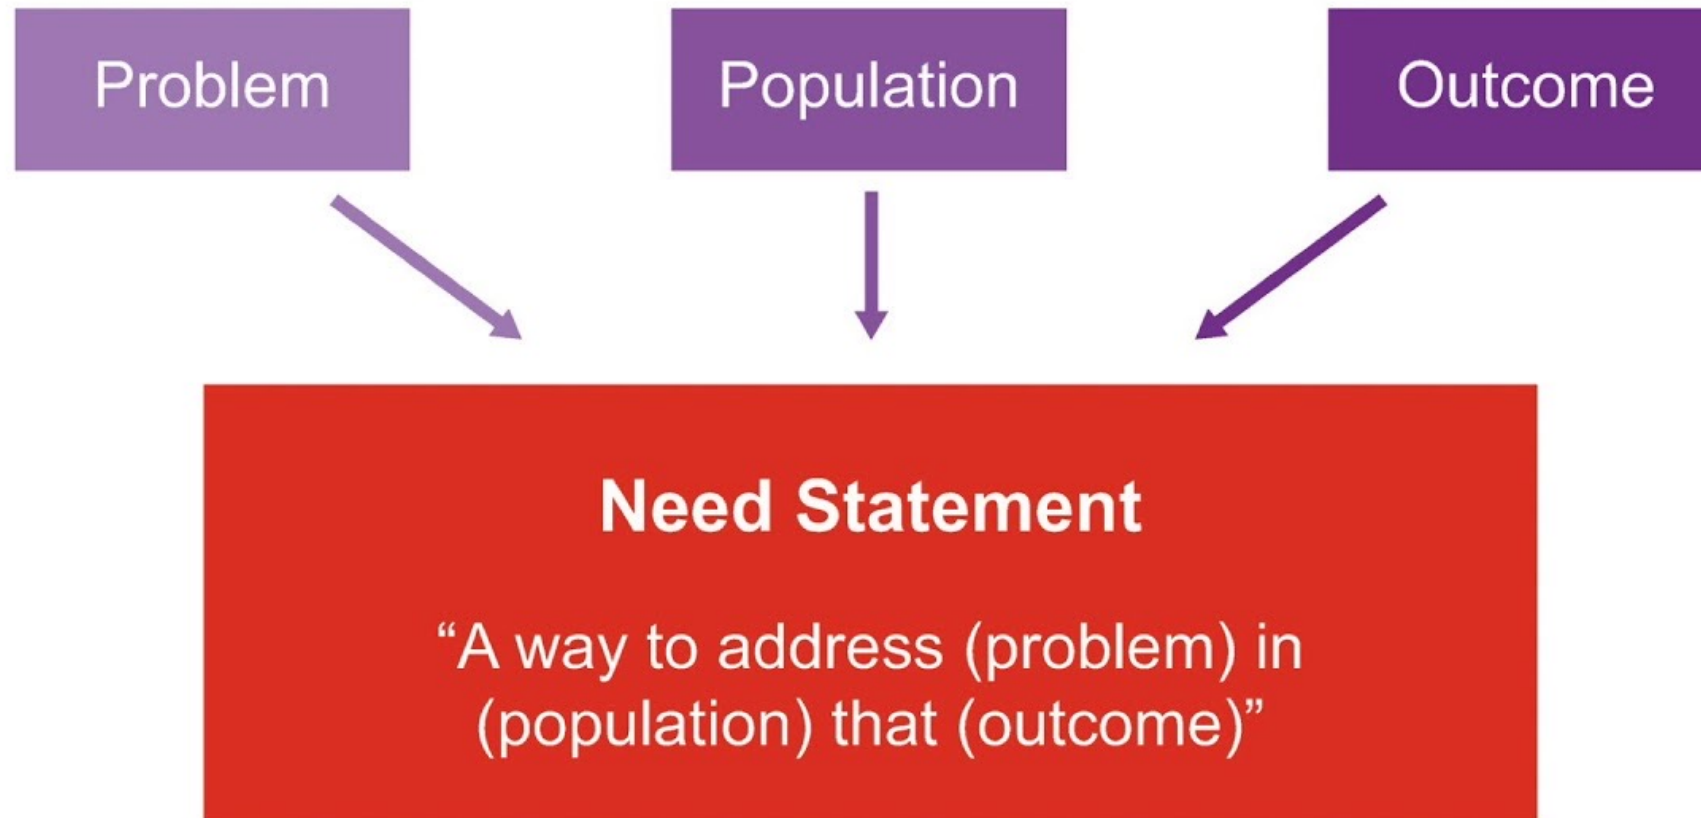 Problem
Population
Outcome
Need Statement
“A way to address (problem) in
(population) that (outcome)”